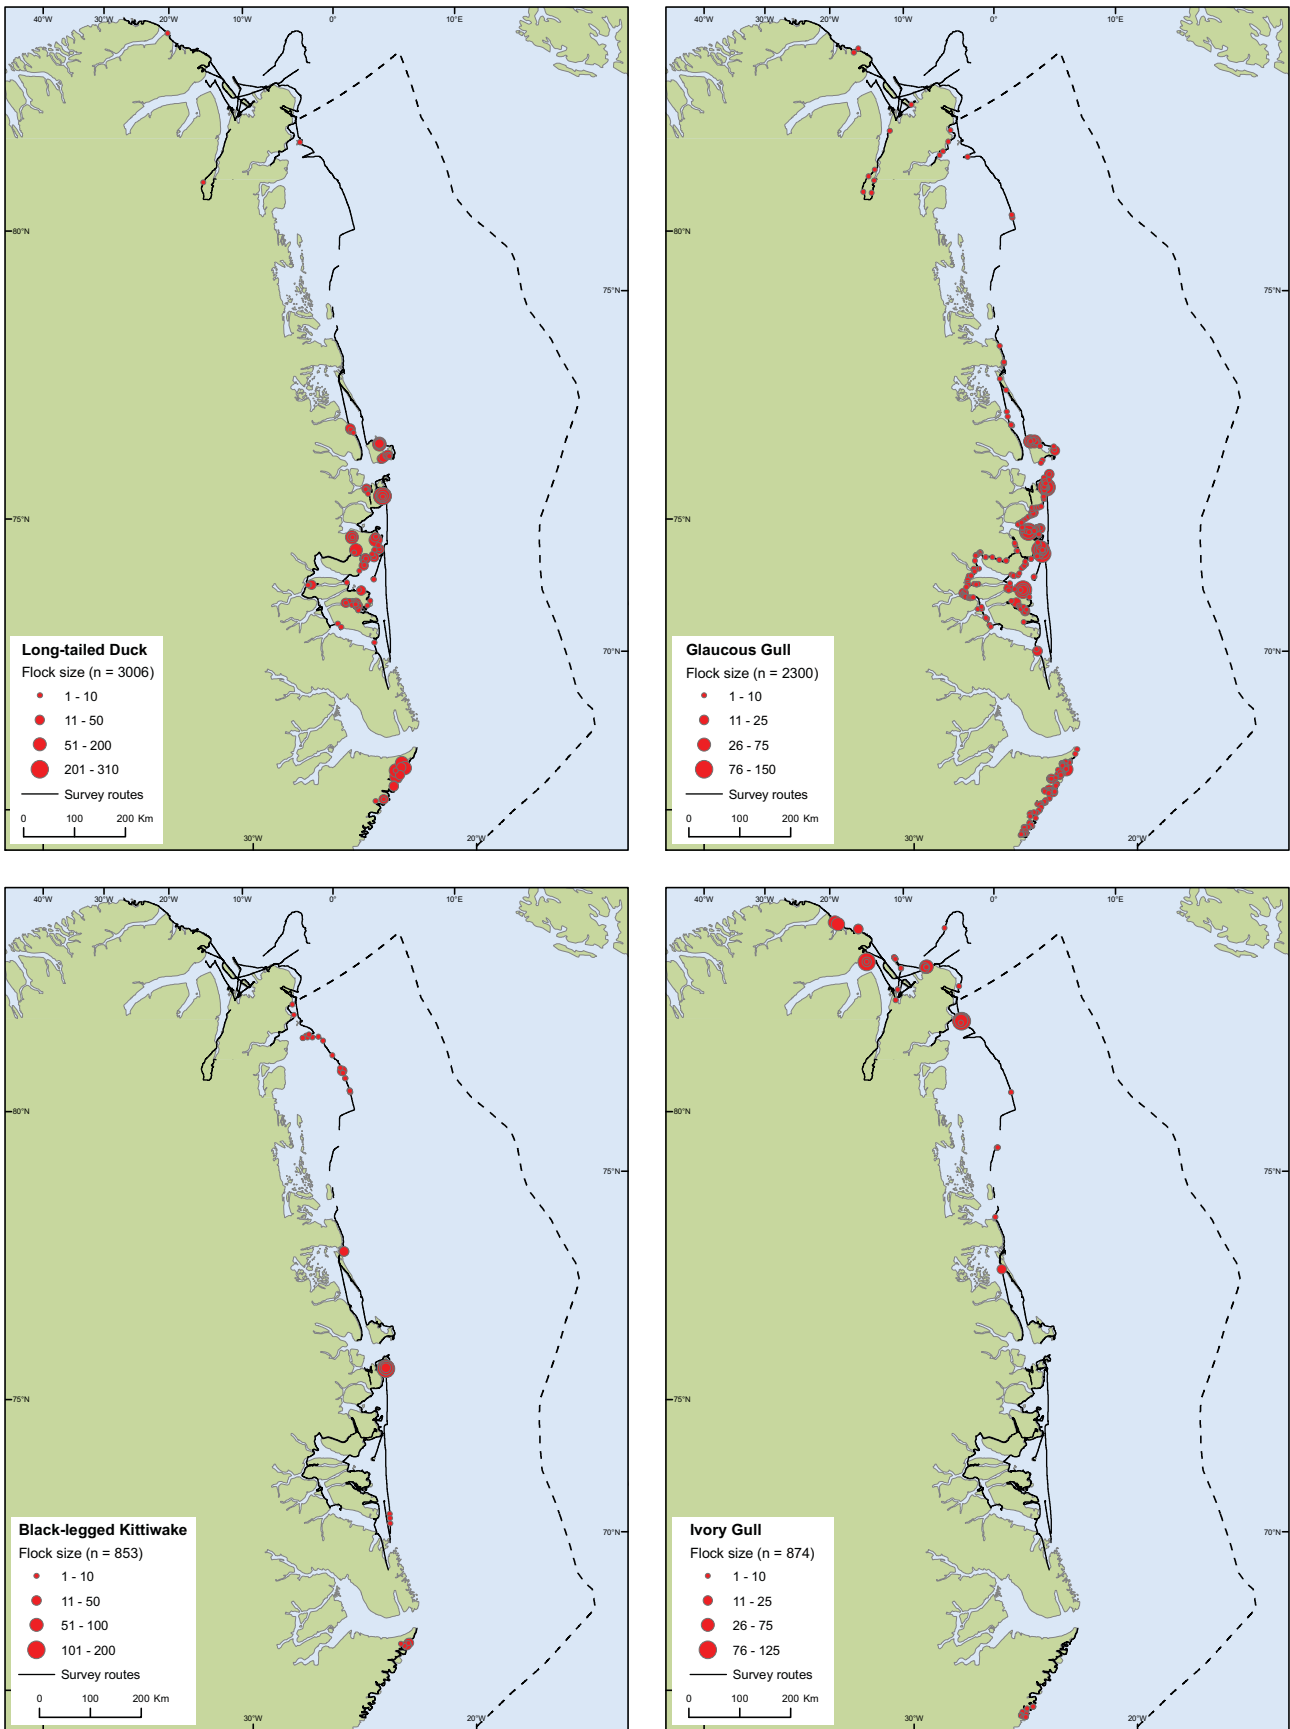 40°W 30°W 20°W 10°W 0° 10°E
80°N
75°N
75°N
70°N
30°W 20°W
Long-tailed Duck
Flock size (n = 3006)
1 - 10
11 - 50
51 - 200
201 - 310
Survey routes
0 100 200 Km
40°W 30°W 20°W 10°W 0° 10°E
80°N
75°N
75°N
70°N
30°W 20°W
Glaucous Gull
Flock size (n = 2300)
1 - 10
11 - 25
26 - 75
76 - 150
Survey routes
0 100 200 Km
40°W 30°W 20°W 10°W 0° 10°E
80°N
75°N
75°N
70°N
30°W 20°W
Black-legged Kittiwake
Flock size (n = 853)
1 - 10
11 - 50
51 - 100
101 - 200
Survey routes
0 100 200 Km
40°W 30°W 20°W 10°W 0° 10°E
80°N
75°N
75°N
70°N
30°W 20°W
Ivory Gull
Flock size (n = 874)
1 - 10
11 - 25
26 - 75
76 - 125
Survey routes
0 100 200 Km